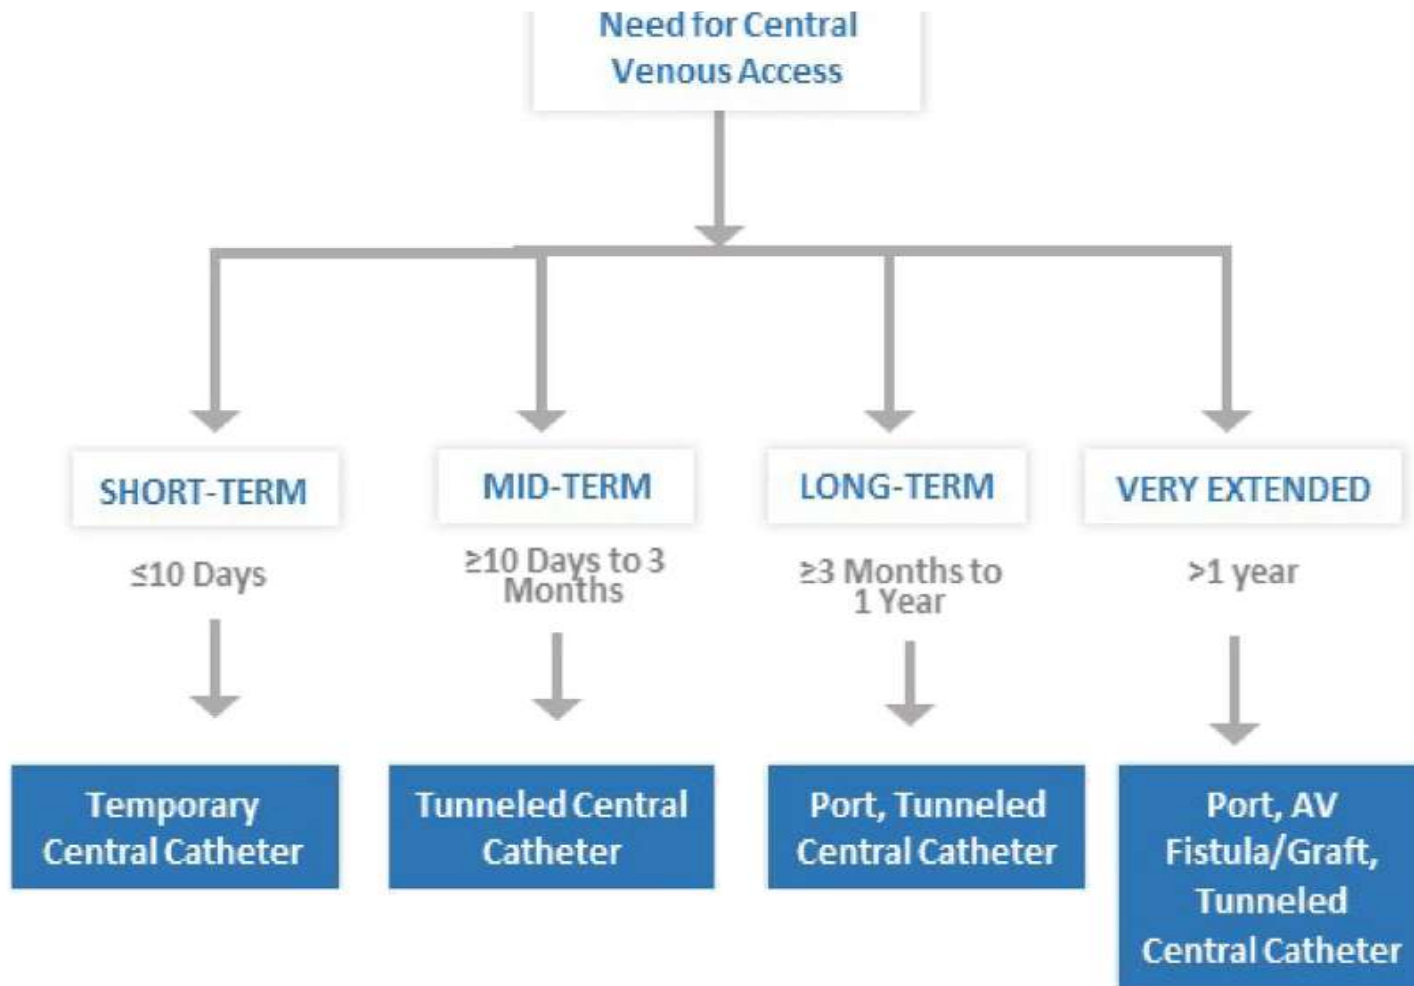 Need for Central
Venous Access
SHORT-TERM
MID-TERM
LONG-TERM
VERY EXTENDED
≤10 Days
≥10 Days to 3
Months
≥3 Months to
1 Year
>1 year
Temporary
Central Catheter
Tunneled Central
Catheter
Port, Tunneled
Central Catheter
Port, AV
Fistula/Graft,
Tunneled
Central Catheter